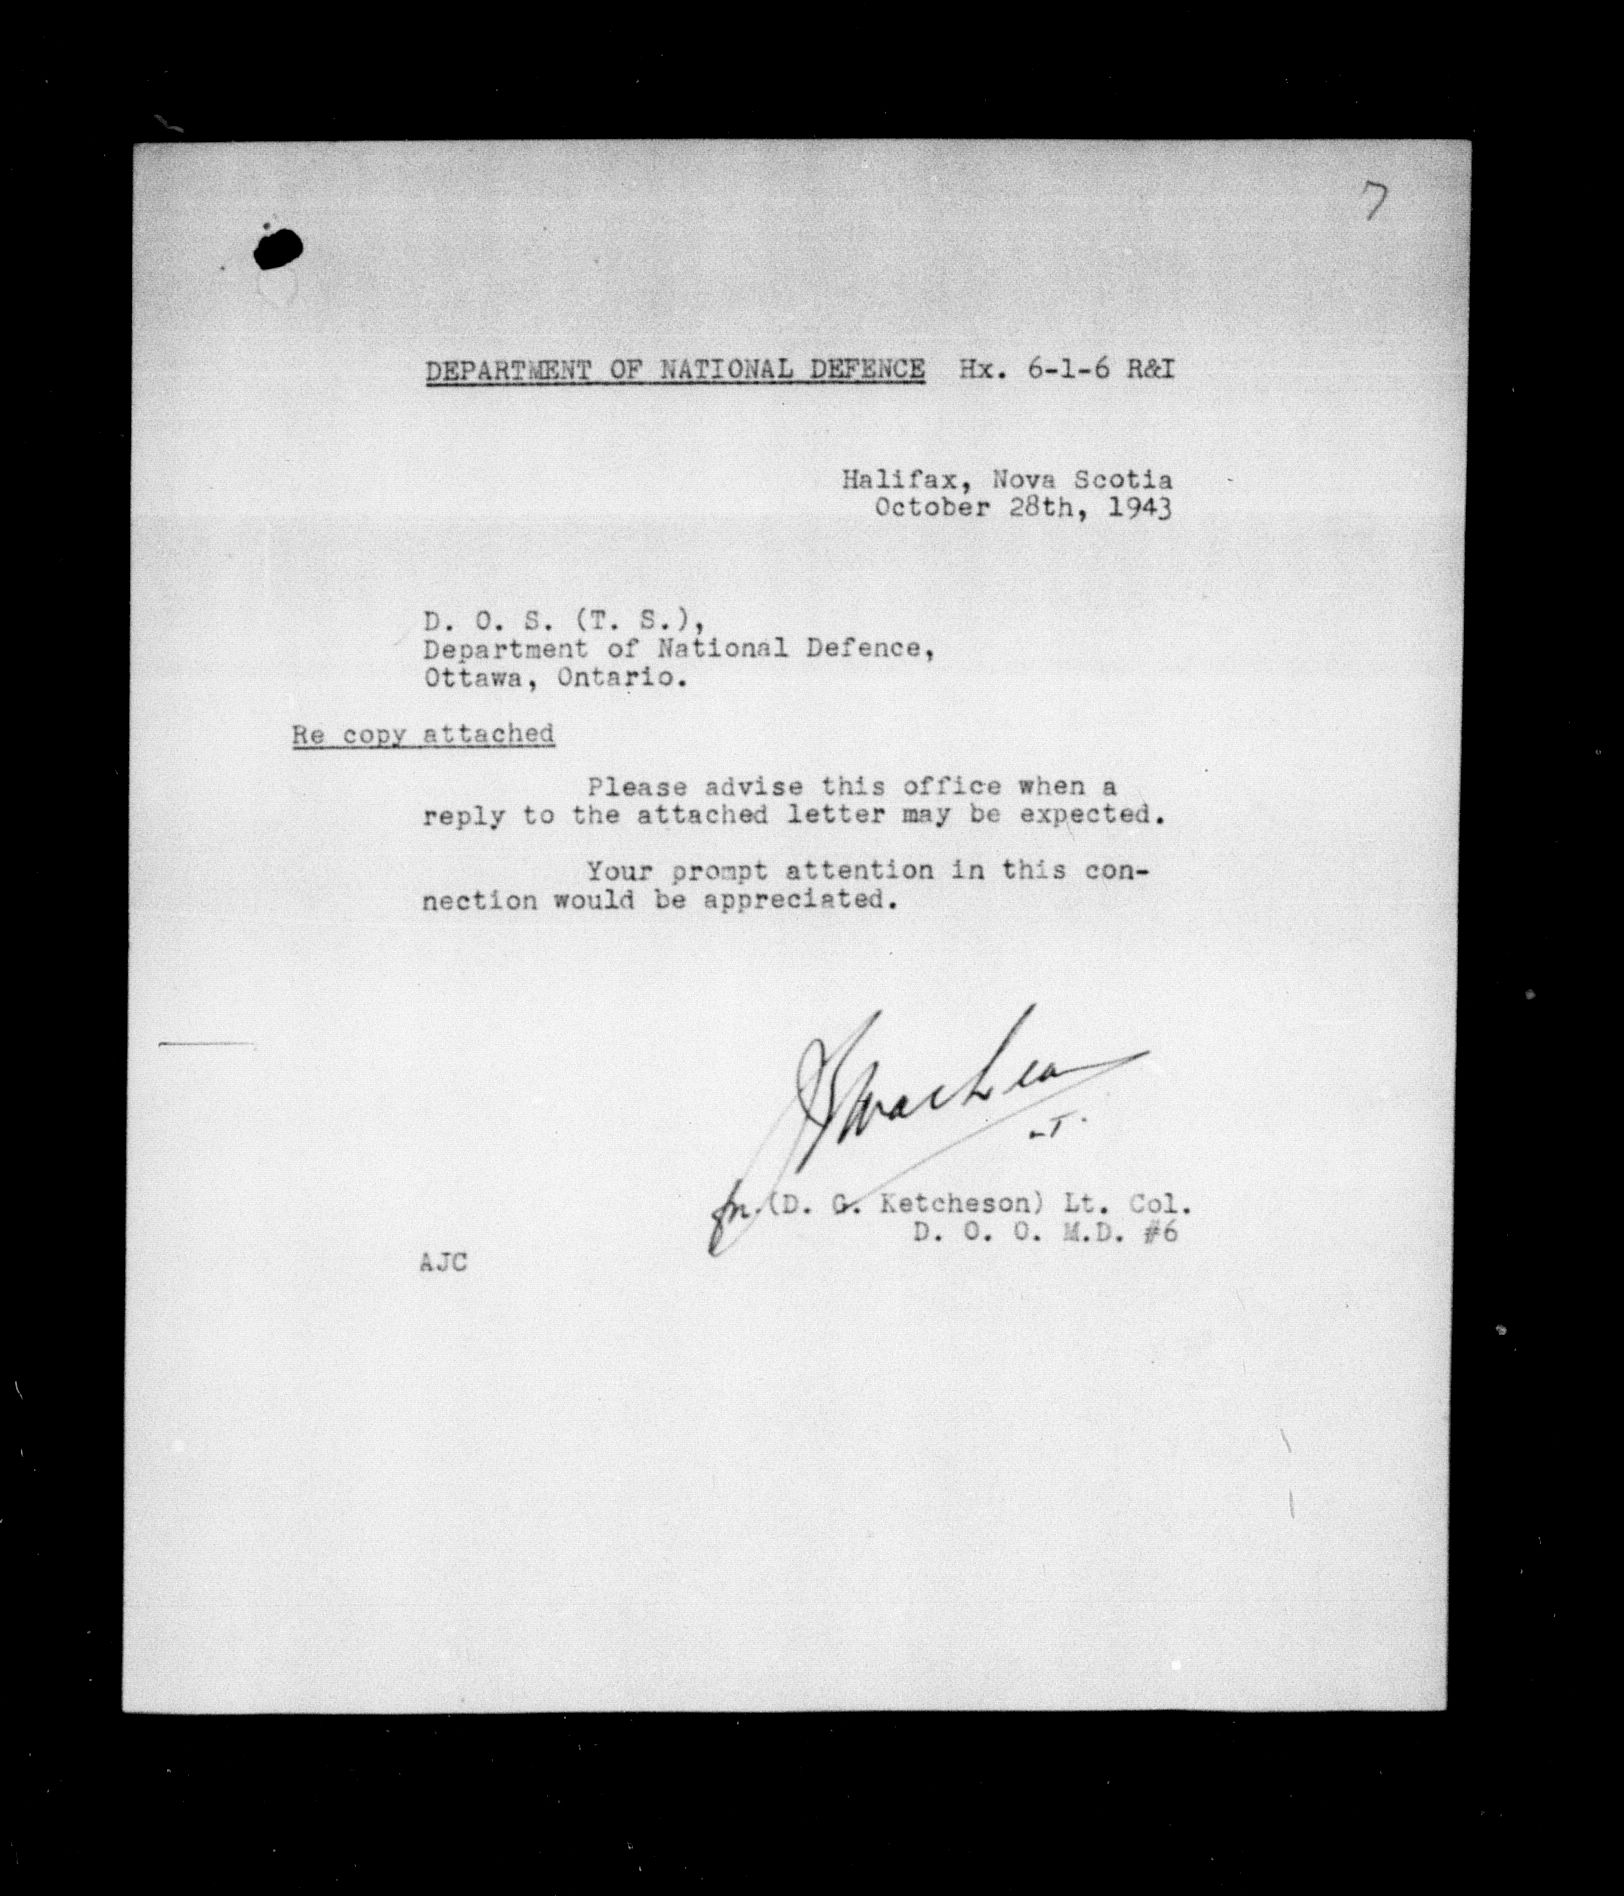 7
DEPARTMENT OF NATIONAL DEFENCE Hx. 6-1-6 R&I
Halifax, Nova Scotia
October 28th, 1943
D. O. S. (T. S.),
Department of National Defence,
Ottawa, Ontario.
Re copy attached
Please advise this office when a
reply to the attached letter may be expected.
Your prompt attention in this con-
nection would be appreciated.
for (D. G. Ketcheson) Lt. Col.
D. O. O. M.D. #6
AJC